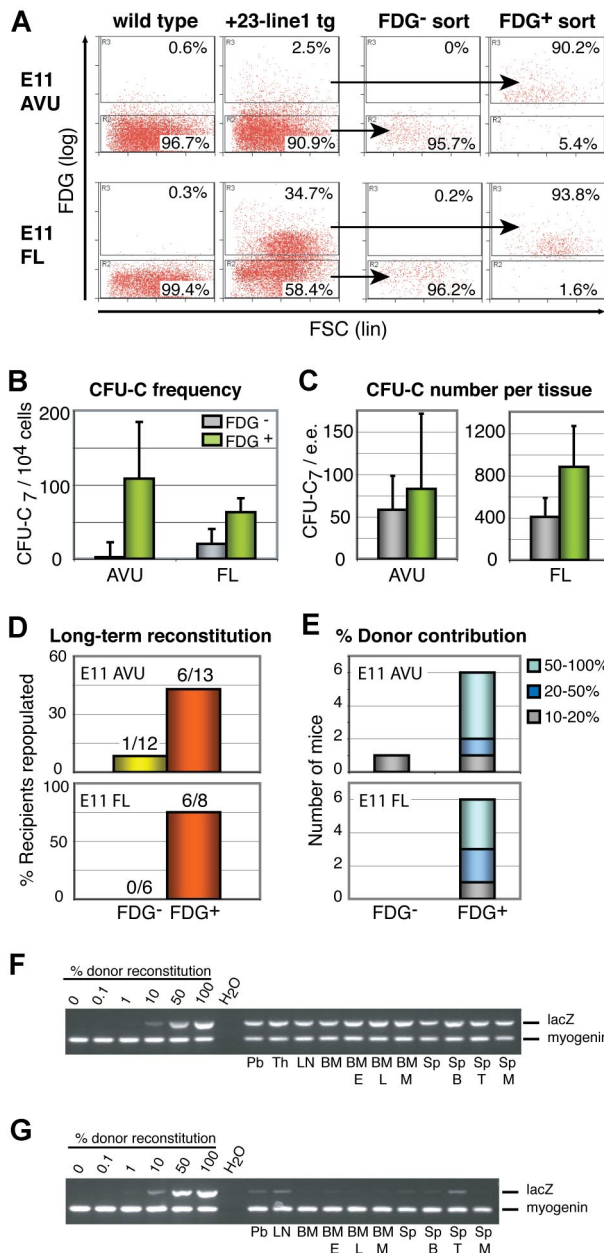 A
wild type +23-line1 tg FDG- sort FDG+ sort
E11 AVU
R3 0.6% R3 2.5% R3 0% R3 90.2%
R2 96.7% R2 90.9% R2 95.7% R2 5.4%
E11 FL
R3 0.3% R3 34.7% R3 0.2% R3 93.8%
R2 99.4% R2 58.4% R2 96.2% R2 1.6%
FDG (log)
FSC (lin)
B CFU-C frequency
CFU-C7 / 10^4 cells
200
100
0
FDG -
FDG +
AVU FL
C CFU-C number per tissue
CFU-C7 / e.e.
150
100
50
0
AVU
1200
800
400
0
FL
D Long-term reconstitution
% Recipients repopulated
60
30
0
E11 AVU
1/12 6/13
100
50
0
E11 FL
0/6 6/8
FDG- FDG+
E % Donor contribution
Number of mice
6
4
2
0
E11 AVU
50-100%
20-50%
10-20%
6
4
2
0
E11 FL
FDG- FDG+
F
% donor reconstitution
0 0.1 1 10 50 100 H2O
lacZ
myogenin
Pb Th LN BM BM BM BM Sp Sp Sp Sp
E L M B T M
G
% donor reconstitution
0 0.1 1 10 50 100 H2O
lacZ
myogenin
Pb LN BM BM BM BM Sp Sp Sp Sp
E L M B T M